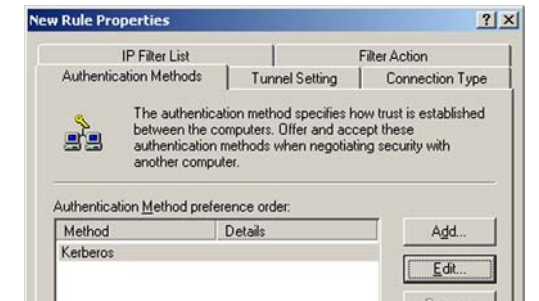 New Rule Properties
IP Filter List
Filter Action
Authentication Methods
Tunnel Setting
Connection Type
The authentication method specifies how trust is established
between the computers. Offer and accept these
authentication methods when negotiating security with
another computer.
Authentication Method preference order:
Method
Details
Add...
Kerberos
Edit...